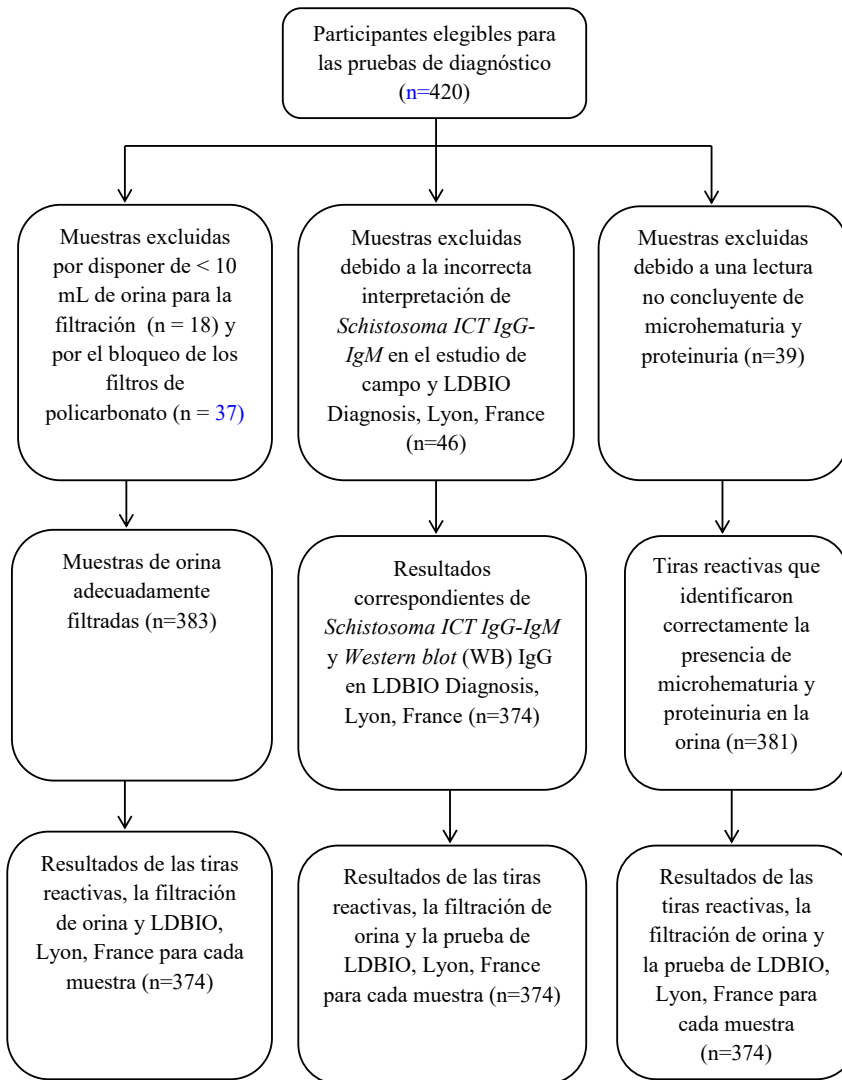 Participantes elegibles para
las pruebas de diagnóstico
(n=420)
Muestras excluidas
por disponer de < 10
mL de orina para la
filtración (n = 18) y
por el bloqueo de los
filtros de
policarbonato (n = 37)
Muestras excluidas
debido a la incorrecta
interpretación de
Schistosoma ICT IgG-
IgM en el estudio de
campo y LDBIO
Diagnosis, Lyon, France
(n=46)
Muestras excluidas
debido a una lectura
no concluyente de
microhematuria y
proteinuria (n=39)
Muestras de orina
adecuadamente
filtradas (n=383)
Resultados
correspondientes de
Schistosoma ICT IgG-IgM
y Western blot (WB) IgG
en LDBIO Diagnosis,
Lyon, France (n=374)
Tiras reactivas que
identificaron
correctamente la
presencia de
microhematuria y
proteinuria en la
orina (n=381)
Resultados de las tiras
reactivas, la filtración
de orina y LDBIO,
Lyon, France para cada
muestra (n=374)
Resultados de las tiras
reactivas, la filtración de
orina y la prueba de
LDBIO, Lyon, France
para cada muestra (n=374)
Resultados de las
tiras reactivas, la
filtración de orina y
la prueba de LDBIO,
Lyon, France para
cada muestra
(n=374)